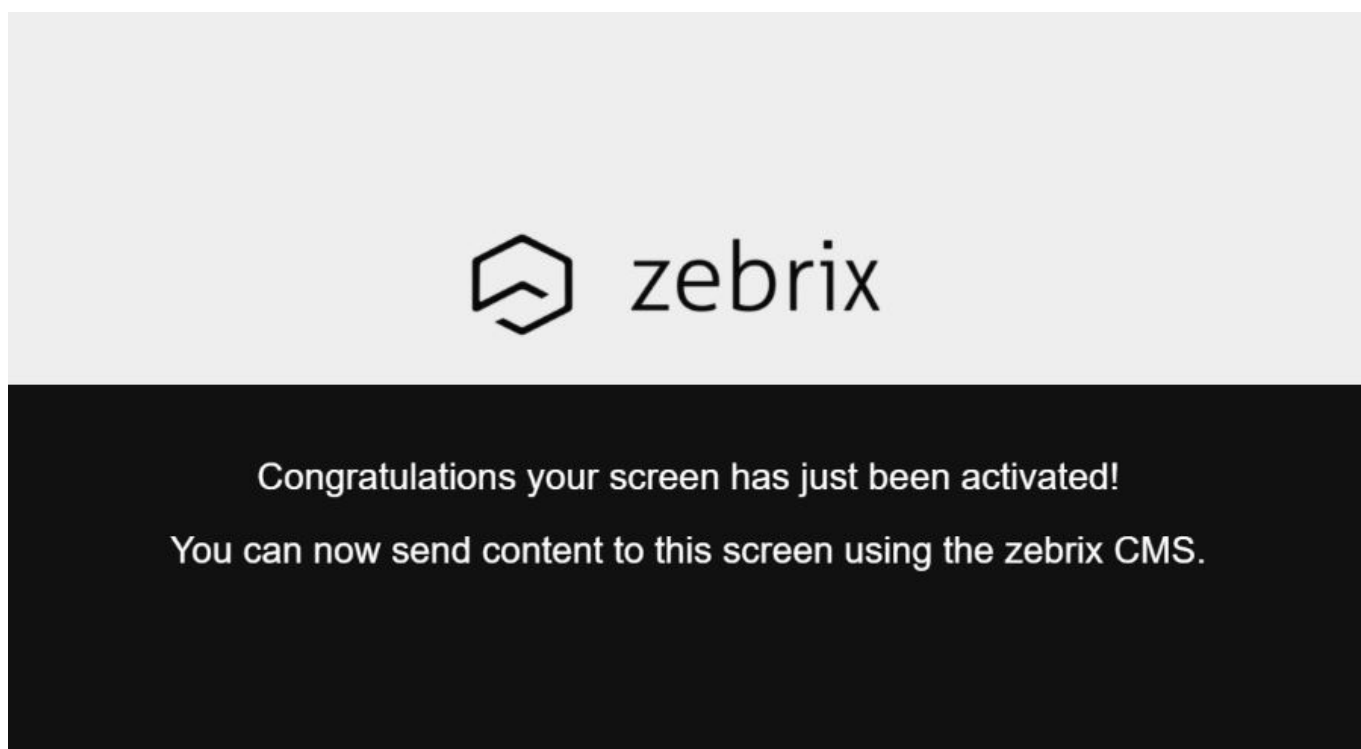 zebrix
Congratulations your screen has just been activated!
You can now send content to this screen using the zebrix CMS.